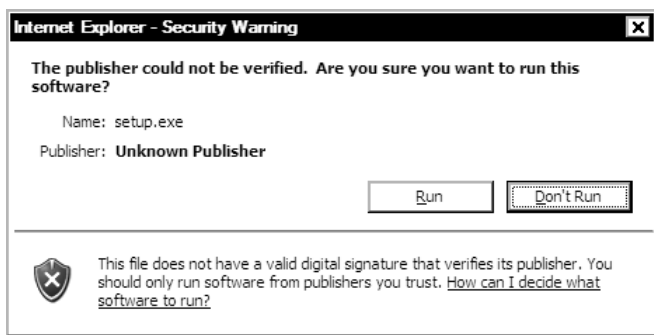 Internet Explorer - Security Warning
The publisher could not be verified. Are you sure you want to run this
software?
Name: setup.exe
Publisher: Unknown Publisher
Run Don't Run
This file does not have a valid digital signature that verifies its publisher. You
should only run software from publishers you trust. How can I decide what
software to run?